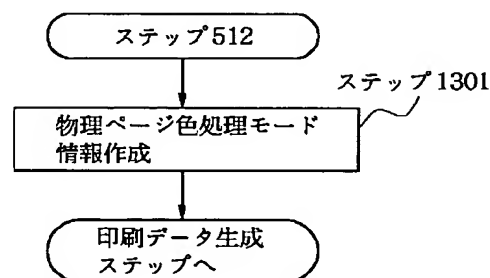 ステップ512
ステップ1301
物理ページ色処理モード
情報作成
印刷データ生成
ステップへ